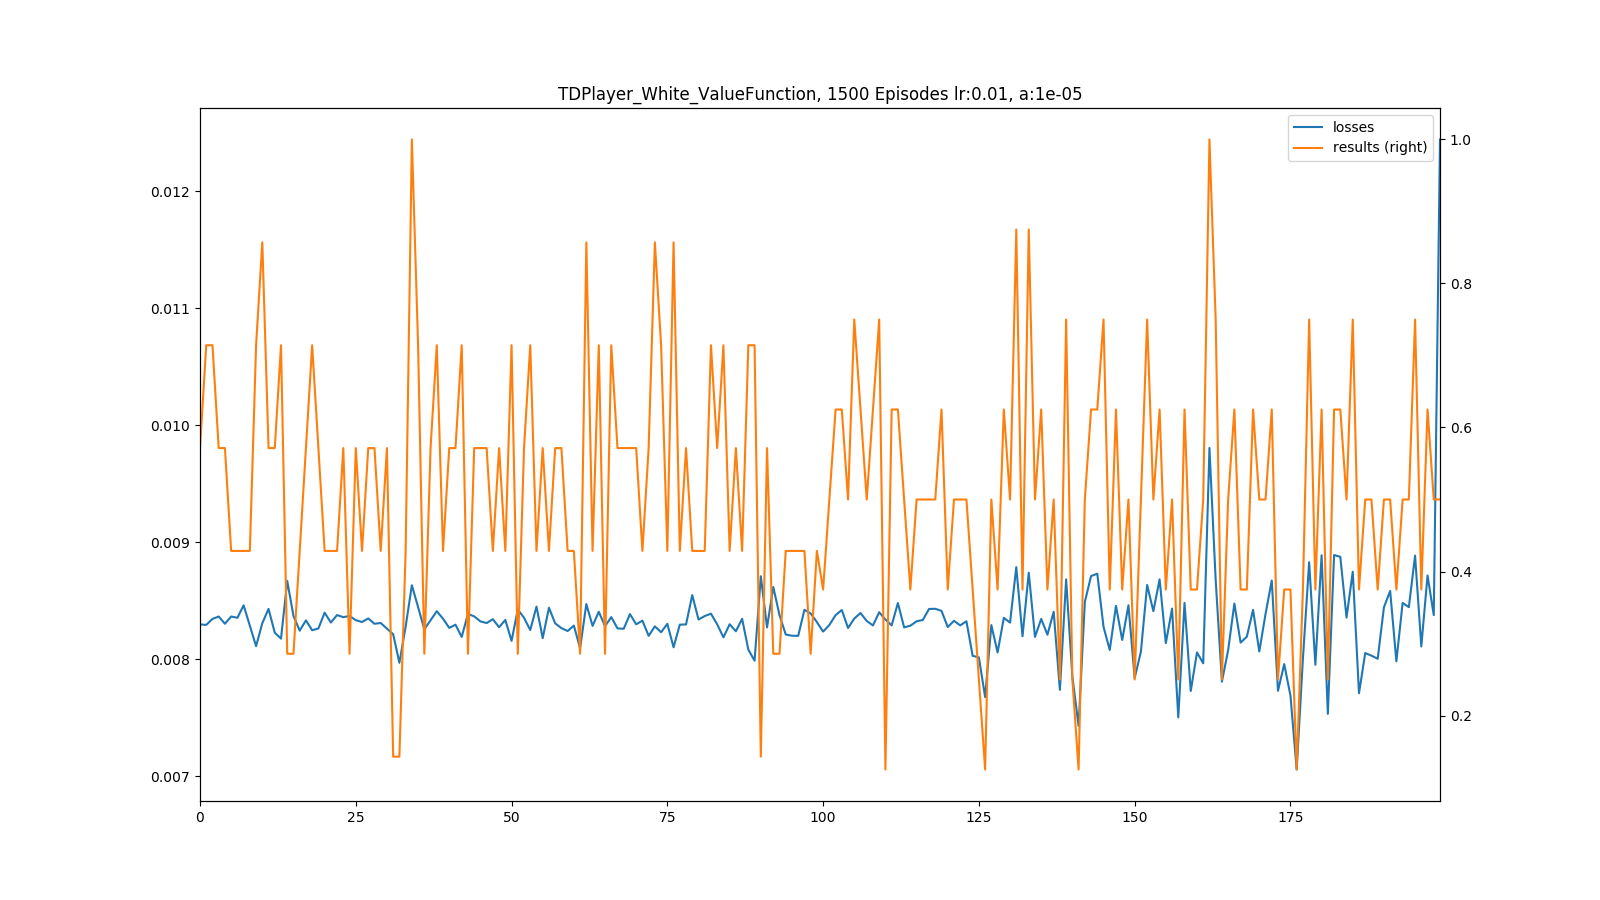 TDPlayer_White_ValueFunction, 1500 Episodes lr:0.01, a:1e-05
losses
results (right)
0.012
0.011
0.010
0.009
0.008
0.007
1.0
0.8
0.6
0.4
0.2
0 25 50 75 100 125 150 175